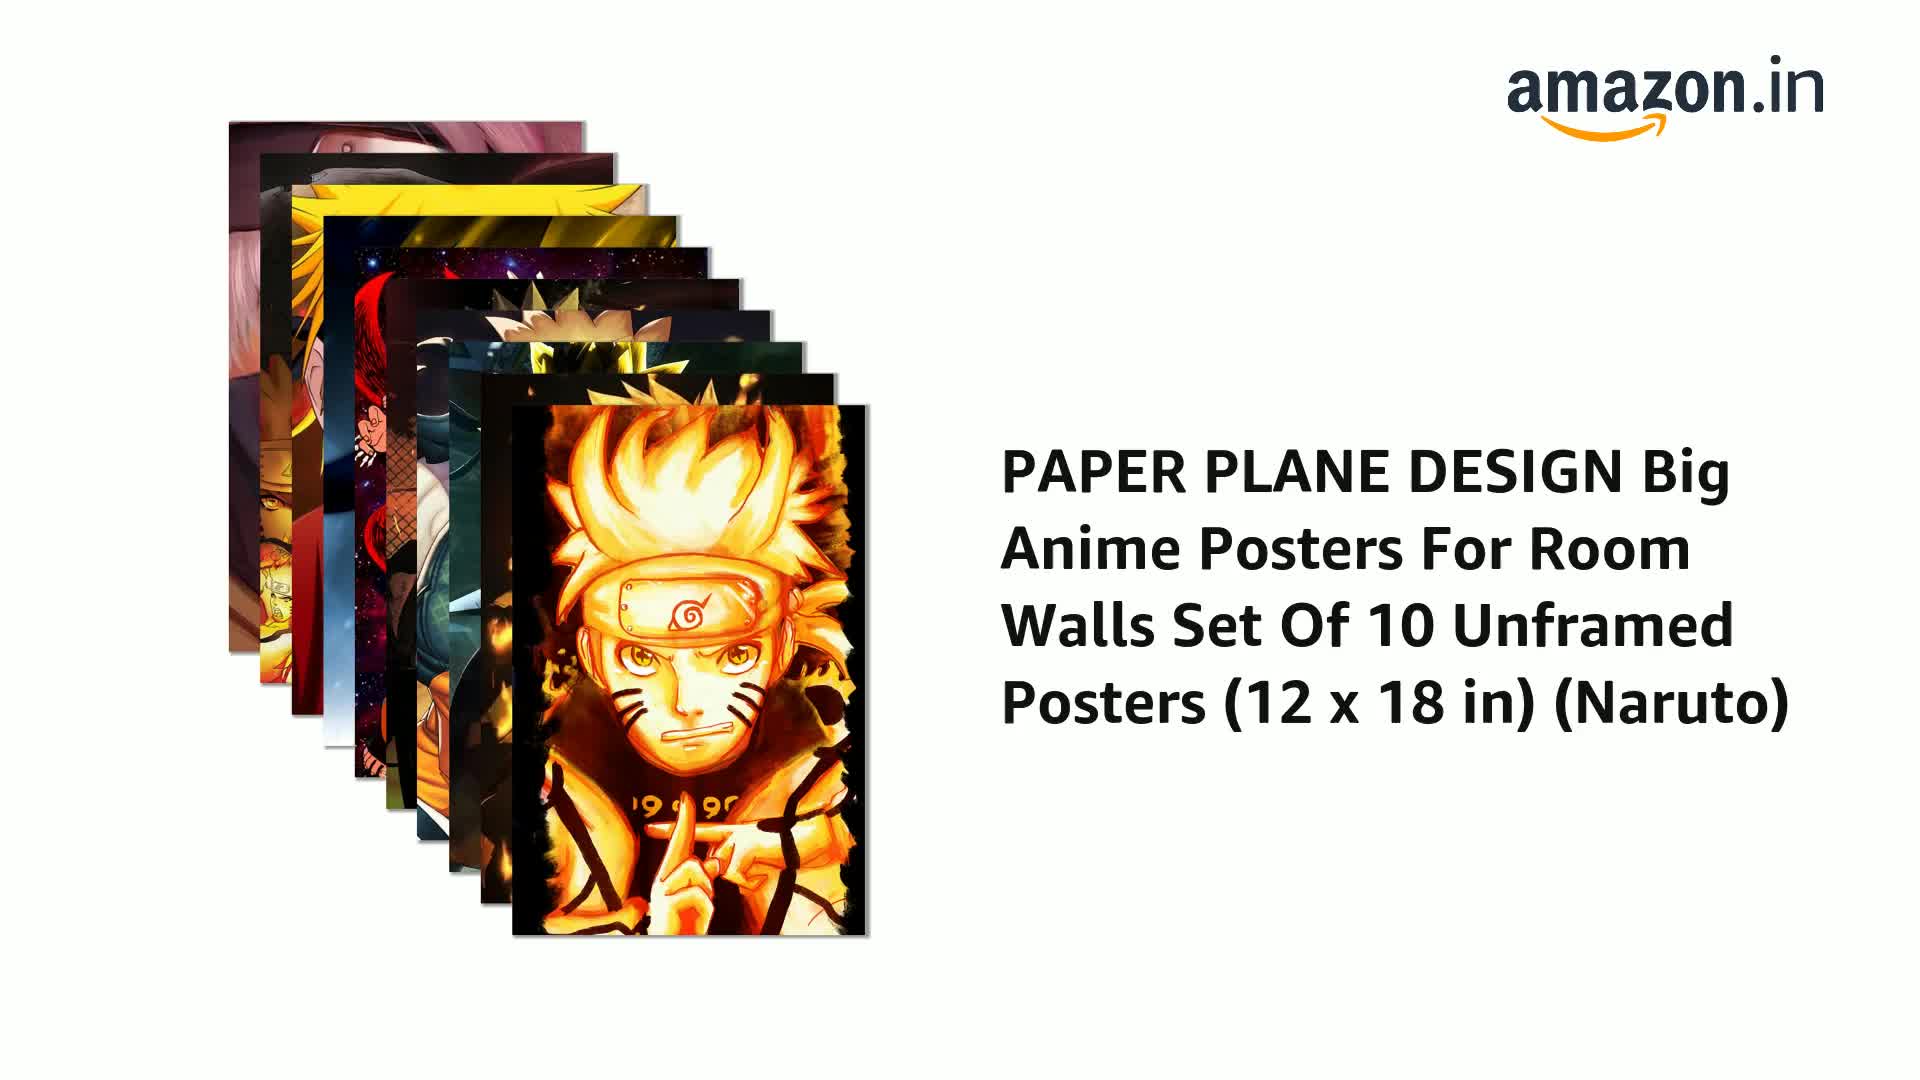 amazon.in
PAPER PLANE DESIGN Big
Anime Posters For Room
Walls Set Of 10 Unframed
Posters (12 x 18 in) (Naruto)